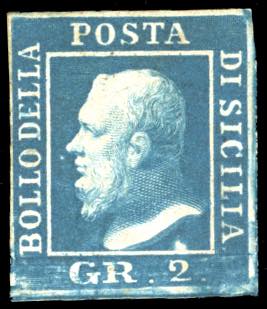 BOLLO DELLA
POSTA
DI SICILIA
GR. 2.